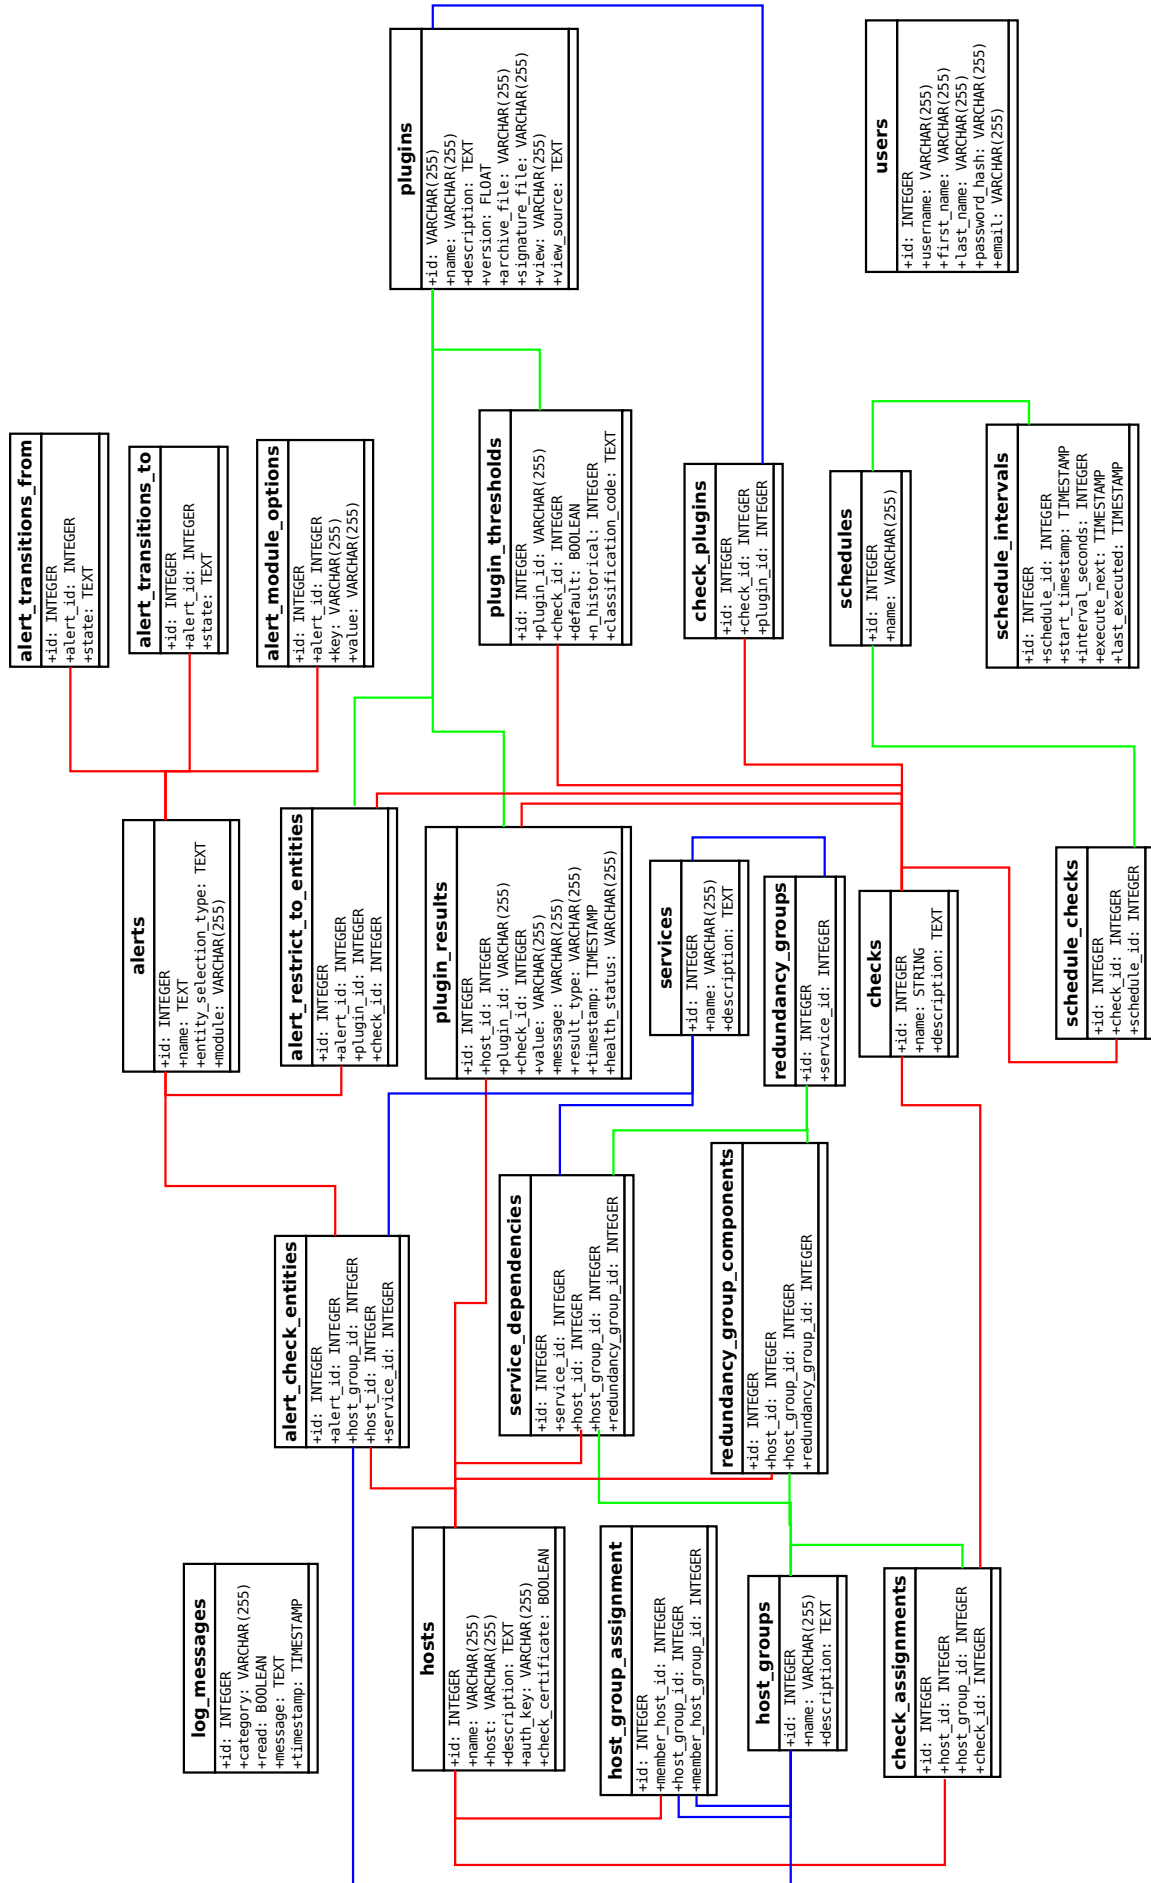 log_messages
+id: INTEGER
+category: VARCHAR(255)
+read: BOOLEAN
+message: TEXT
+timestamp: TIMESTAMP
hosts
+id: INTEGER
+name: VARCHAR(255)
+host: VARCHAR(255)
+description: TEXT
+auth_key: VARCHAR(255)
+check_certificate: BOOLEAN
host_group_assignment
+id: INTEGER
+member_host_id: INTEGER
+host_group_id: INTEGER
+member_host_group_id: INTEGER
host_groups
+id: INTEGER
+name: VARCHAR(255)
+description: TEXT
check_assignments
+id: INTEGER
+host_id: INTEGER
+host_group_id: INTEGER
+check_id: INTEGER
alert_check_entities
+id: INTEGER
+alert_id: INTEGER
+host_group_id: INTEGER
+host_id: INTEGER
+service_id: INTEGER
service_dependencies
+id: INTEGER
+service_id: INTEGER
+host_id: INTEGER
+host_group_id: INTEGER
+redundancy_group_id: INTEGER
redundancy_group_components
+id: INTEGER
+host_id: INTEGER
+host_group_id: INTEGER
+redundancy_group_id: INTEGER
alerts
+id: INTEGER
+name: TEXT
+entity_selection_type: TEXT
+module: VARCHAR(255)
alert_restrict_to_entities
+id: INTEGER
+alert_id: INTEGER
+plugin_id: INTEGER
+check_id: INTEGER
plugin_results
+id: INTEGER
+host_id: INTEGER
+plugin_id: VARCHAR(255)
+check_id: INTEGER
+value: VARCHAR(255)
+message: VARCHAR(255)
+result_type: VARCHAR(255)
+timestamp: TIMESTAMP
+health_status: VARCHAR(255)
services
+id: INTEGER
+name: VARCHAR(255)
+description: TEXT
redundancy_groups
+id: INTEGER
+service_id: INTEGER
checks
+id: INTEGER
+name: STRING
+description: TEXT
schedule_checks
+id: INTEGER
+check_id: INTEGER
+schedule_id: INTEGER
alert_transitions_from
+id: INTEGER
+alert_id: INTEGER
+state: TEXT
alert_transitions_to
+id: INTEGER
+alert_id: INTEGER
+state: TEXT
alert_module_options
+id: INTEGER
+alert_id: INTEGER
+key: VARCHAR(255)
+value: VARCHAR(255)
plugin_thresholds
+id: INTEGER
+plugin_id: VARCHAR(255)
+check_id: INTEGER
+default: BOOLEAN
+n_historical: INTEGER
+classification_code: TEXT
check_plugins
+id: INTEGER
+check_id: INTEGER
+plugin_id: INTEGER
schedules
+id: INTEGER
+name: VARCHAR(255)
schedule_intervals
+id: INTEGER
+schedule_id: INTEGER
+start_timestamp: TIMESTAMP
+interval_seconds: INTEGER
+execute_next: TIMESTAMP
+last_executed: TIMESTAMP
plugins
+id: VARCHAR(255)
+name: VARCHAR(255)
+description: TEXT
+version: FLOAT
+archive_file: VARCHAR(255)
+signature_file: VARCHAR(255)
+view: VARCHAR(255)
+view_source: TEXT
users
+id: INTEGER
+username: VARCHAR(255)
+first_name: VARCHAR(255)
+last_name: VARCHAR(255)
+password_hash: VARCHAR(255)
+email: VARCHAR(255)